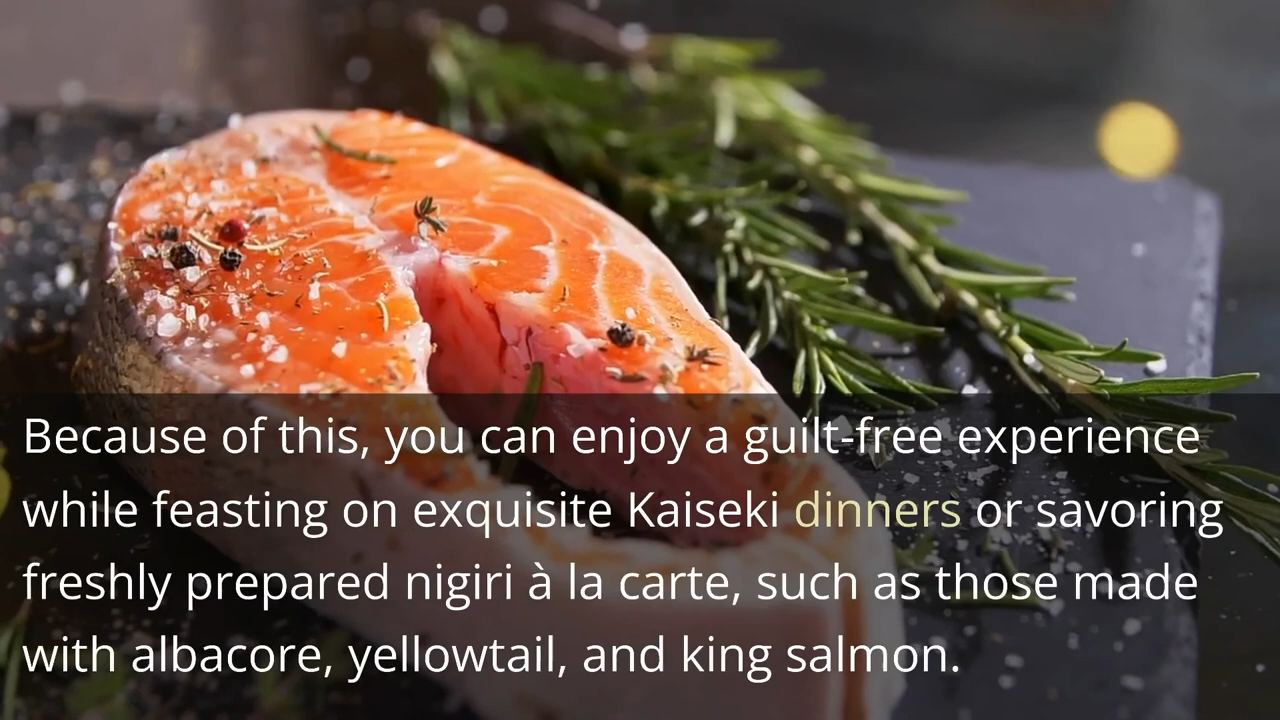 Because of this, you can enjoy a guilt-free experience
while feasting on exquisite Kaiseki dinners or savoring
freshly prepared nigiri à la carte, such as those made
with albacore, yellowtail, and king salmon.